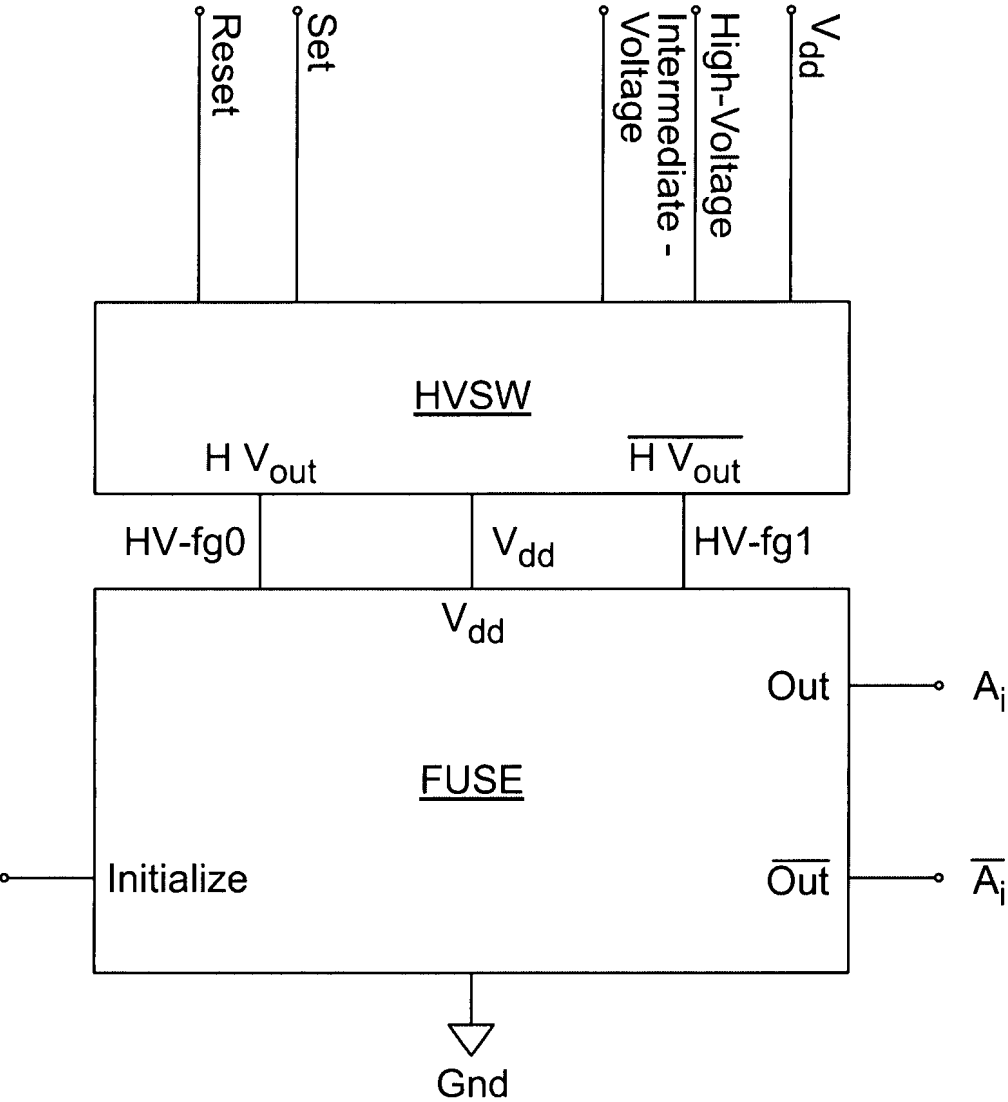 Reset
Set
Intermediate -
Voltage
High-Voltage
Vdd
HVSW
H Vout
H Vout
HV-fg0
Vdd
HV-fg1
Vdd
Out
Ai
FUSE
Initialize
Out
Ai
Gnd